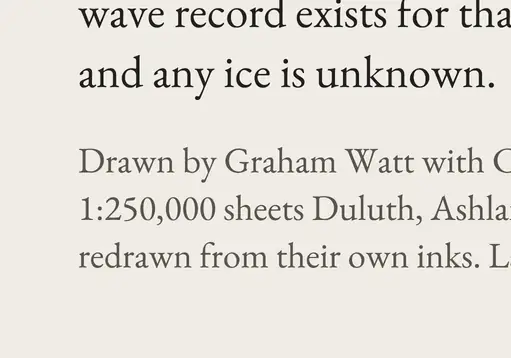 wave record exists for tha
and any ice is unknown.
Drawn by Graham Watt with
1:250,000 sheets Duluth, Ashla
redrawn from their own inks. L